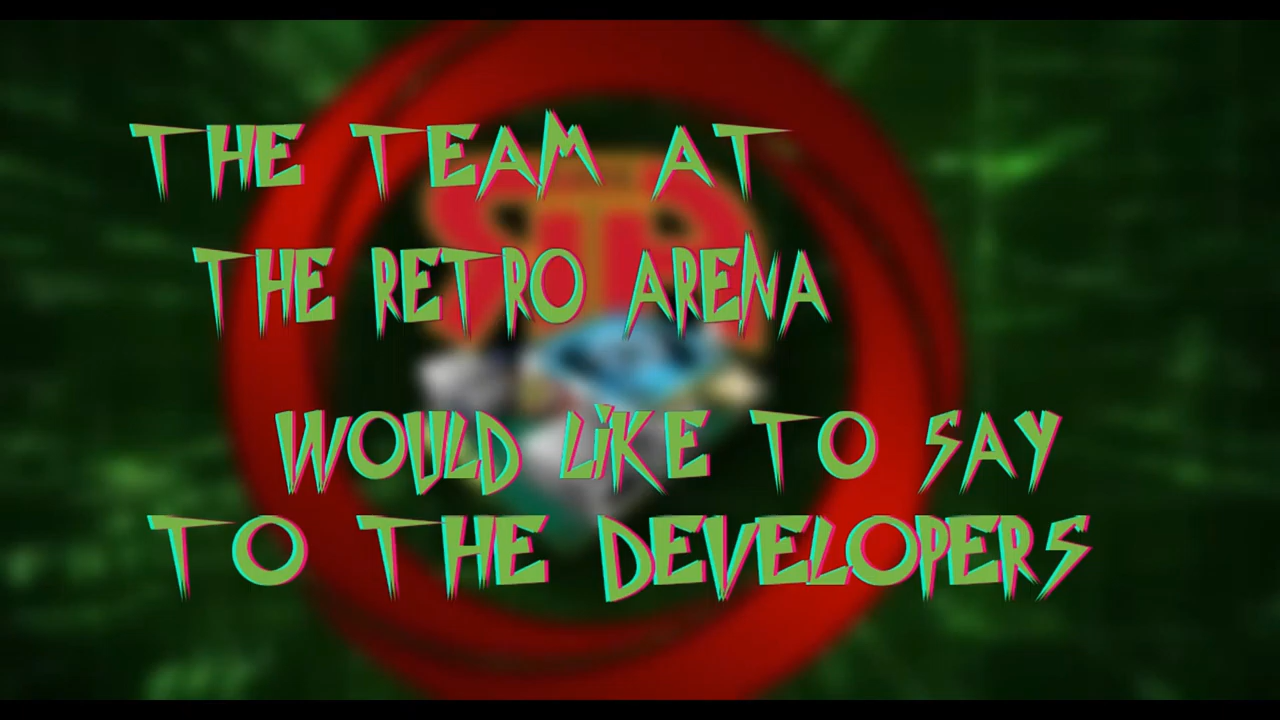 THE TEAM AT
THE RETRO ARENA
WOULD LiKE TO SAY
TO THE DEVELOPERS